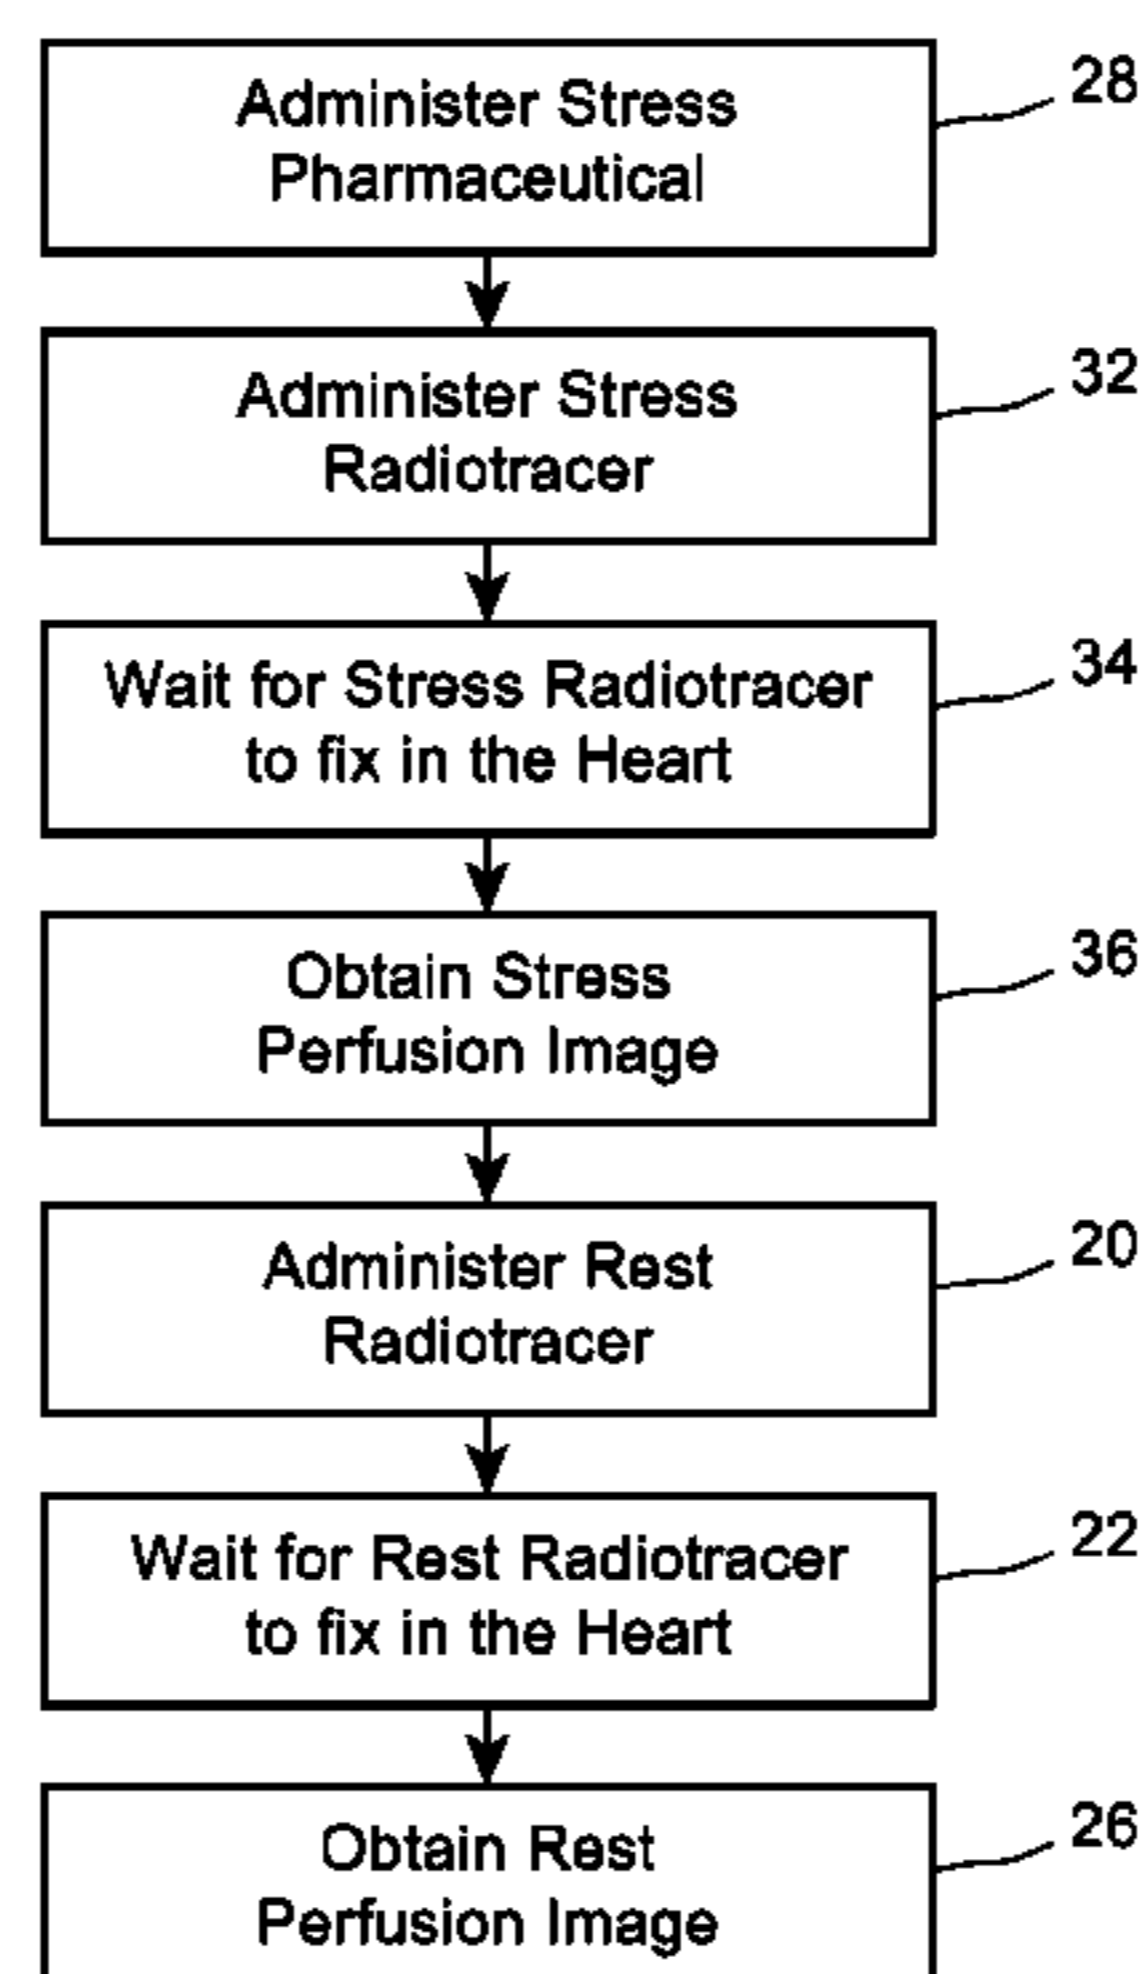 Administer Stress
Pharmaceutical
28
Administer Stress
Radiotracer
32
Wait for Stress Radiotracer
to fix in the Heart
34
Obtain Stress
Perfusion Image
36
Administer Rest
Radiotracer
20
Wait for Rest Radiotracer
to fix in the Heart
22
Obtain Rest
Perfusion Image
26